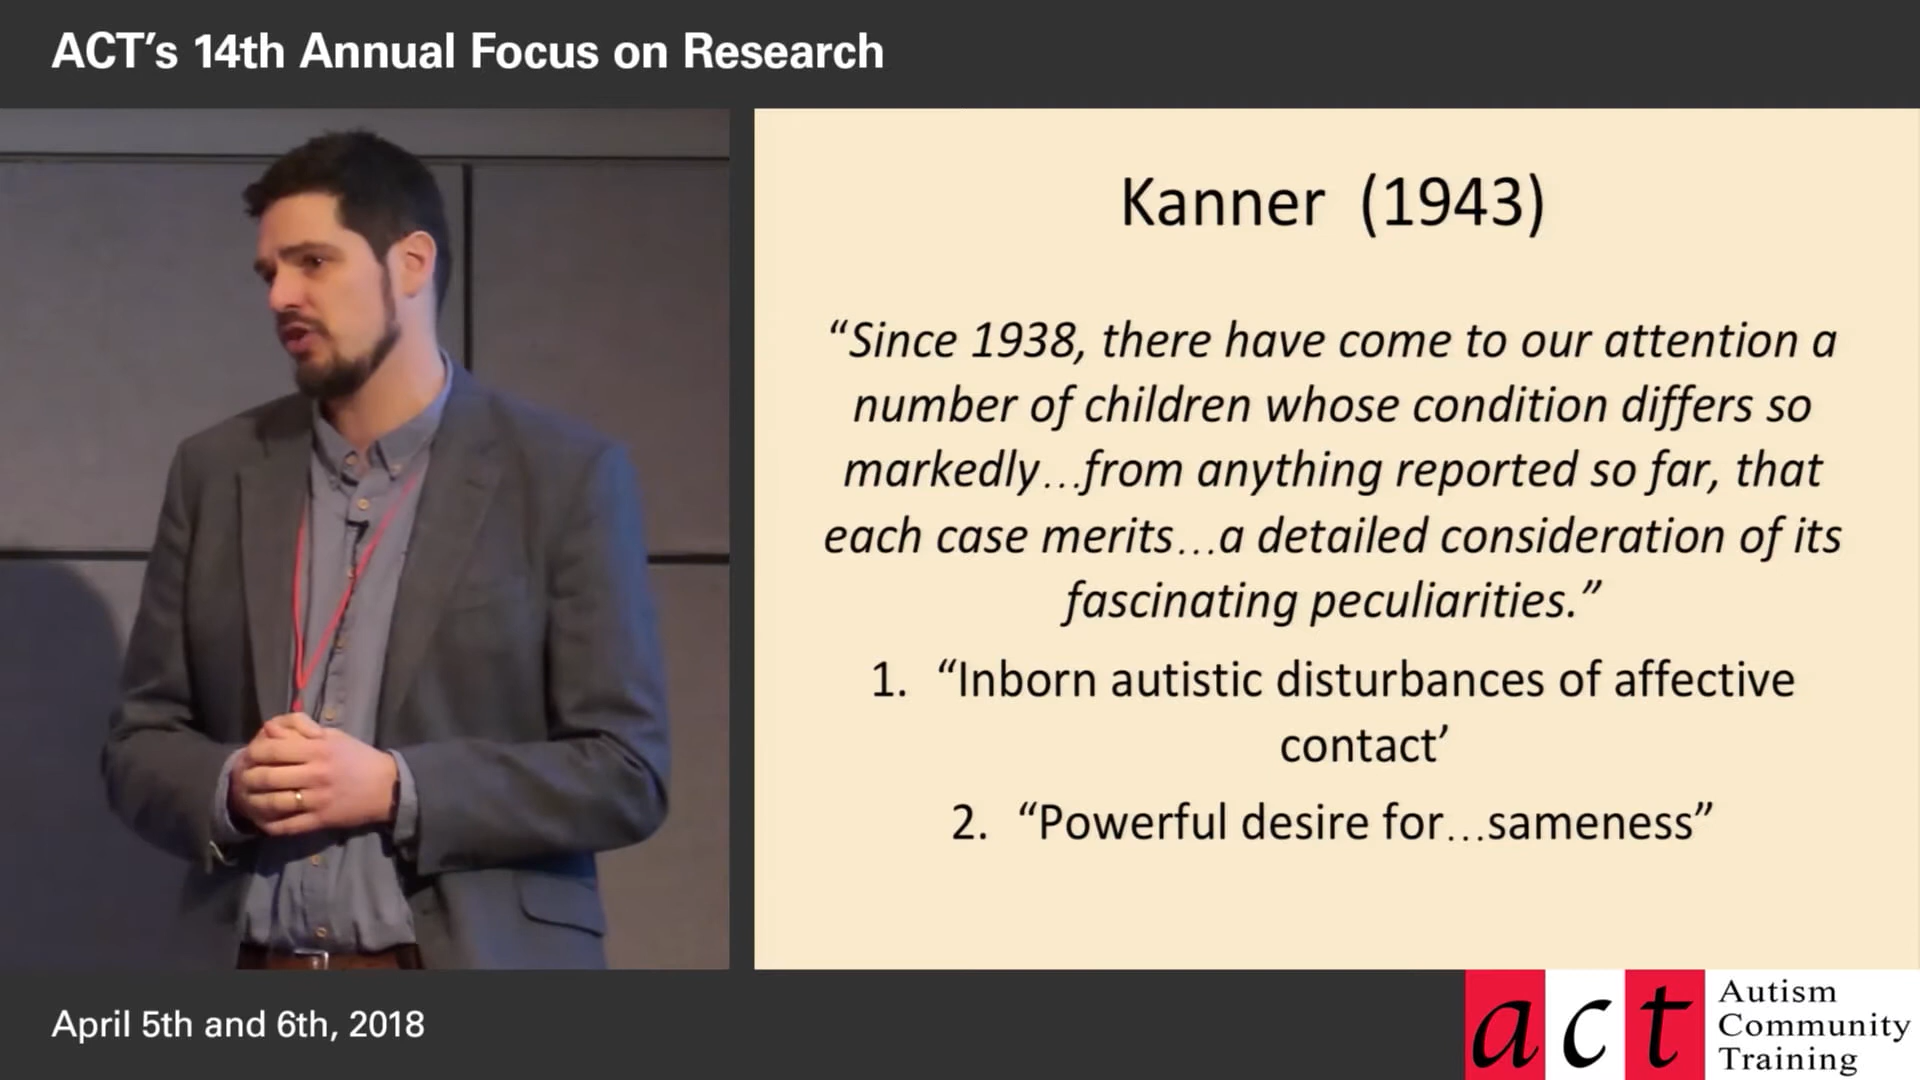 ACT’s 14th Annual Focus on Research
Kanner (1943)
“Since 1938, there have come to our attention a
number of children whose condition differs so
markedly…from anything reported so far, that
each case merits…a detailed consideration of its
fascinating peculiarities.”
1. “Inborn autistic disturbances of affective
contact’
2. “Powerful desire for…sameness”
April 5th and 6th, 2018
act
Autism
Community
Training